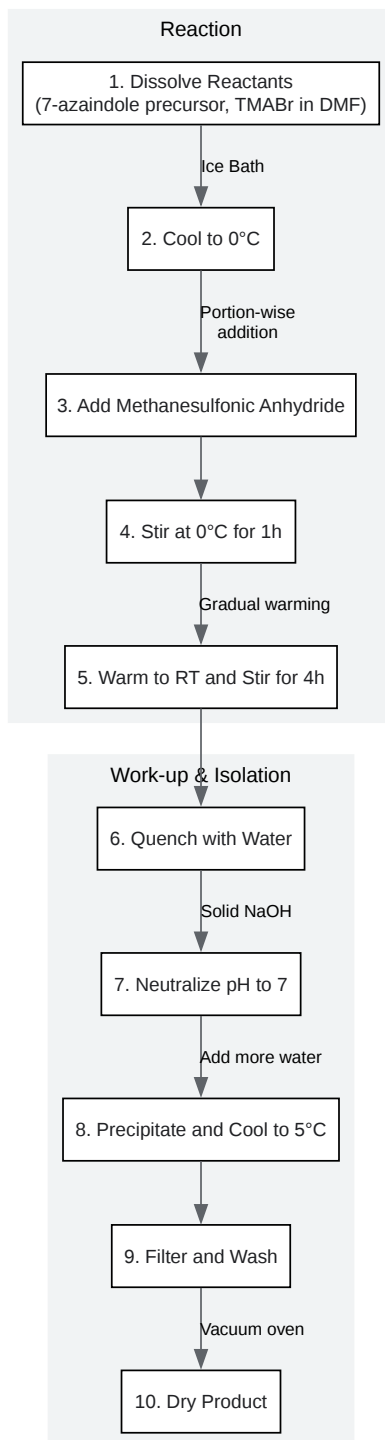 Reaction
1. Dissolve Reactants
(7-azaindole precursor, TMABr in DMF)
Ice Bath
2. Cool to 0°C
Portion-wise
addition
3. Add Methanesulfonic Anhydride
4. Stir at 0°C for 1h
Gradual warming
5. Warm to RT and Stir for 4h
Work-up & Isolation
6. Quench with Water
Solid NaOH
7. Neutralize pH to 7
Add more water
8. Precipitate and Cool to 5°C
9. Filter and Wash
Vacuum oven
10. Dry Product